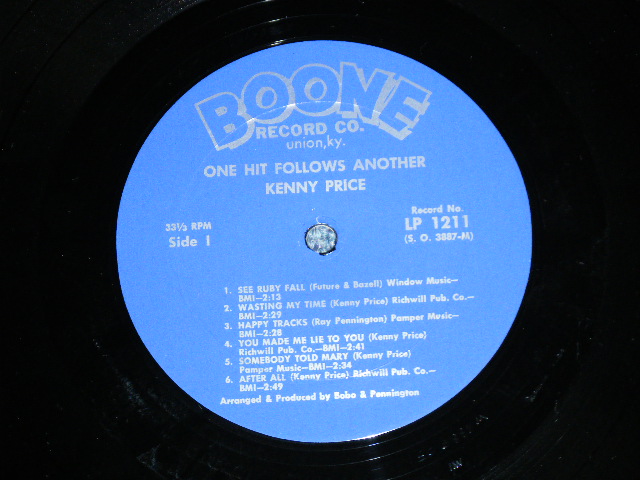 BOONE
RECORD CO.
union,ky.
ONE HIT FOLLOWS ANOTHER
KENNY PRICE
33⅓ RPM
Side I
Record No.
LP 1211
(S. O. 3887-M)
1. SEE RUBY FALL (Future & Bazell) Window Music—
BMI—2:13
2. WASTING MY TIME (Kenny Price) Richwill Pub. Co.—
BMI—2:29
3. HAPPY TRACKS (Ray Pennington) Pamper Music—
BMI—2:28
4. YOU MADE ME LIE TO YOU (Kenny Price)
Richwill Pub. Co.—BMI—2:41
5. SOMEBODY TOLD MARY (Kenny Price)
Pamper Music—BMI—2:34
6. AFTER ALL (Kenny Price) Richwill Pub. Co.—
BMI—2:49
Arranged & Produced by Bobo & Pennington